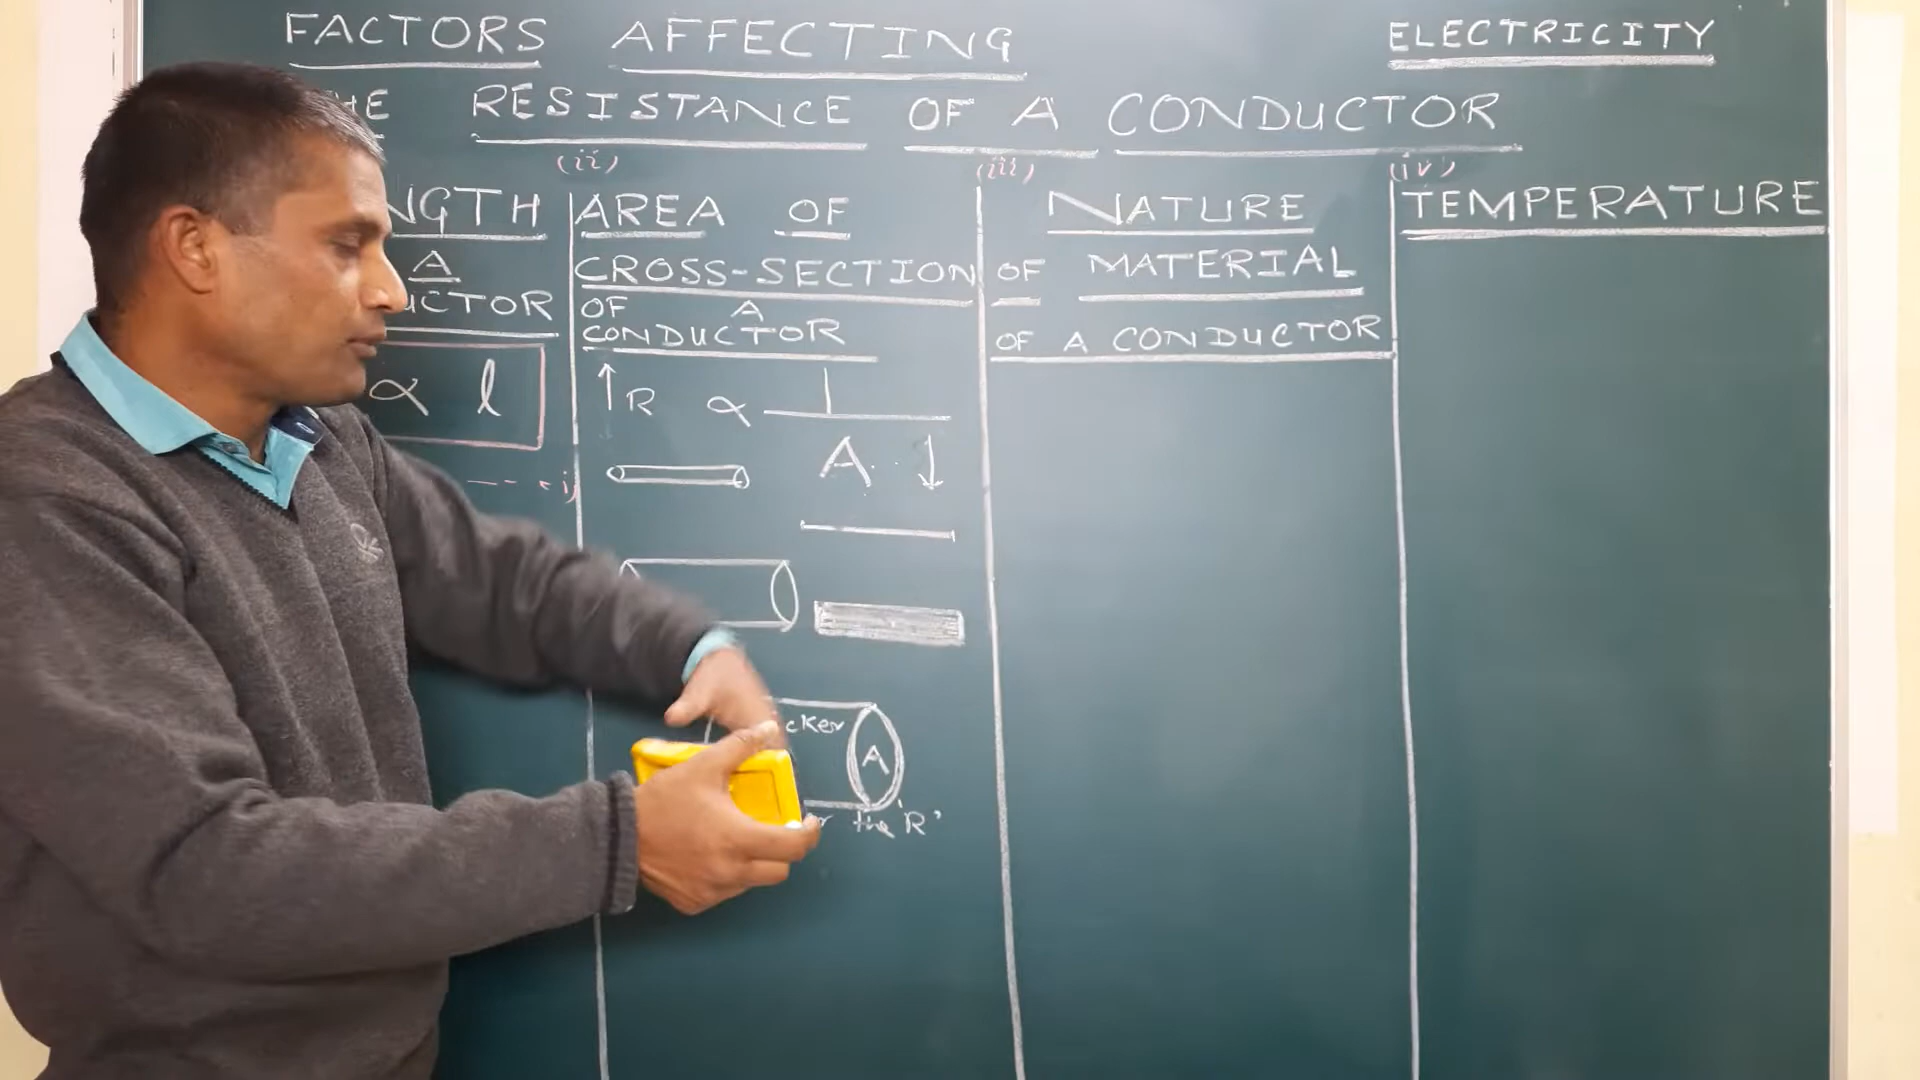 FACTORS AFFECTING
ELECTRICITY
RESISTANCE OF A CONDUCTOR
(ii)
AREA OF
CROSS-SECTION
OF A
CONDUCTOR
↑R ∝ 1
A ↓
A
the 'R'
(iii)
NATURE
OF MATERIAL
OF A CONDUCTOR
(iv)
TEMPERATURE
A
∝ l